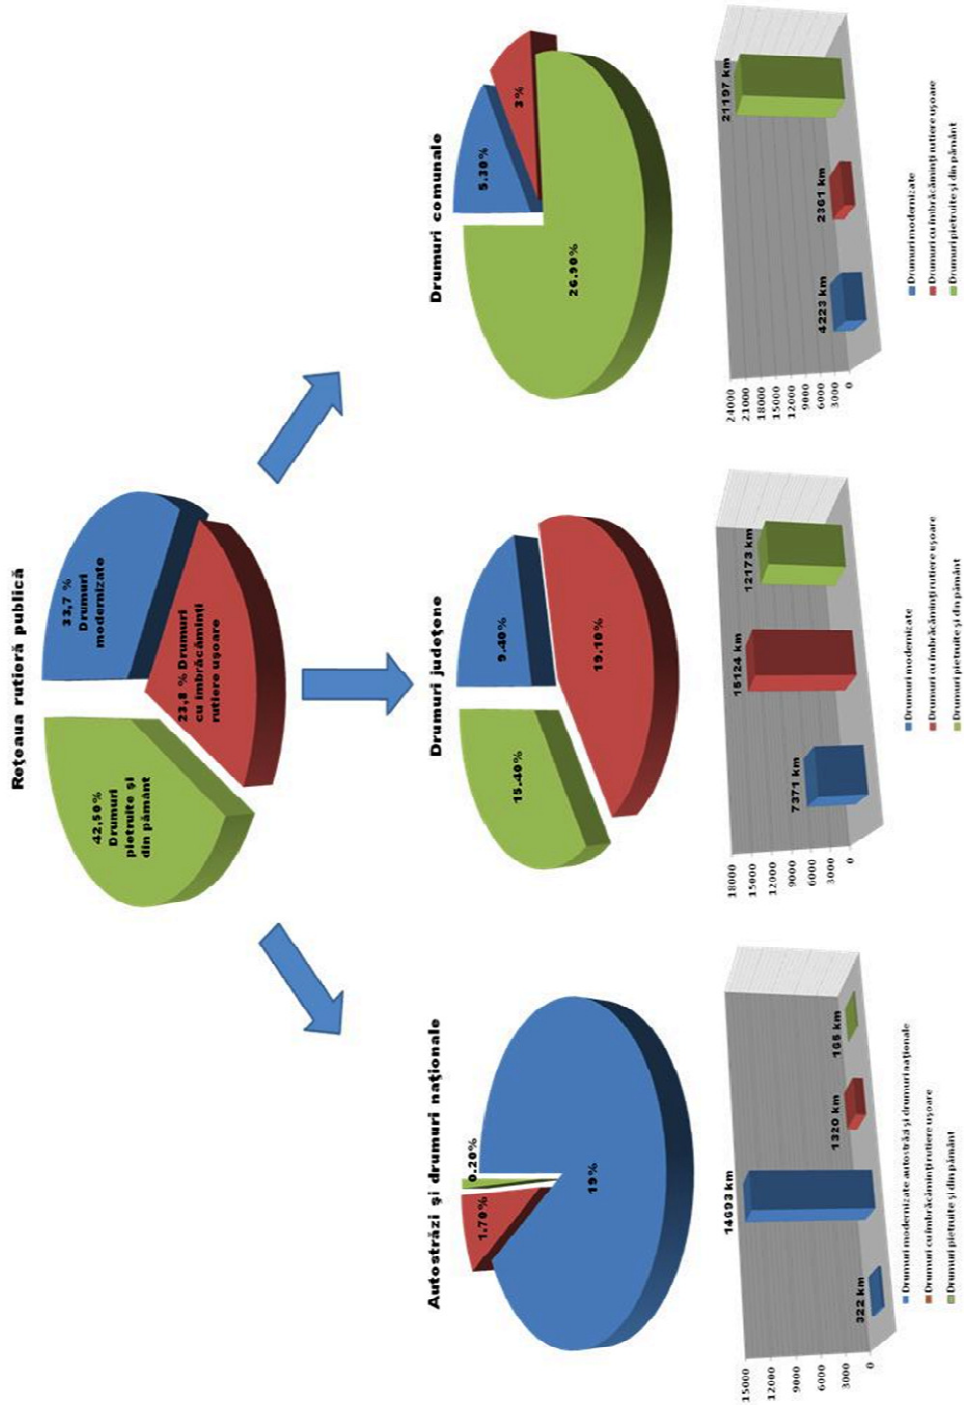 Rețeaua rutieră publică
42,50%
Drumuri
pietruite și
din pământ
33,7 %
Drumuri
modernizate
23,8 % Drumuri
cu îmbrăcăminți
rutiere ușoare
Autostrăzi și drumuri naționale
1.70%
0.20%
19%
Drumuri județene
15.40%
9.40%
19.10%
Drumuri comunale
5.30%
3%
26.90%
15000
12000
9000
6000
3000
0
322 km
14693km
1320 km
165 km
Drumuri modernizate autostrăzi și drumuri naționale
Drumuri cu îmbrăcăminți rutiere ușoare
Drumuri pietruite și din pământ
18000
15000
12000
9000
6000
3000
0
7371 km
15124 km
12173 km
Drumuri modernizate
Drumuri cu îmbrăcăminți rutiere ușoare
Drumuri pietruite și din pământ
24000
21000
18000
15000
12000
9000
6000
3000
0
4223 km
2361 km
21197 km
Drumuri modernizate
Drumuri cu îmbrăcăminți rutiere ușoare
Drumuri pietruite și din pământ